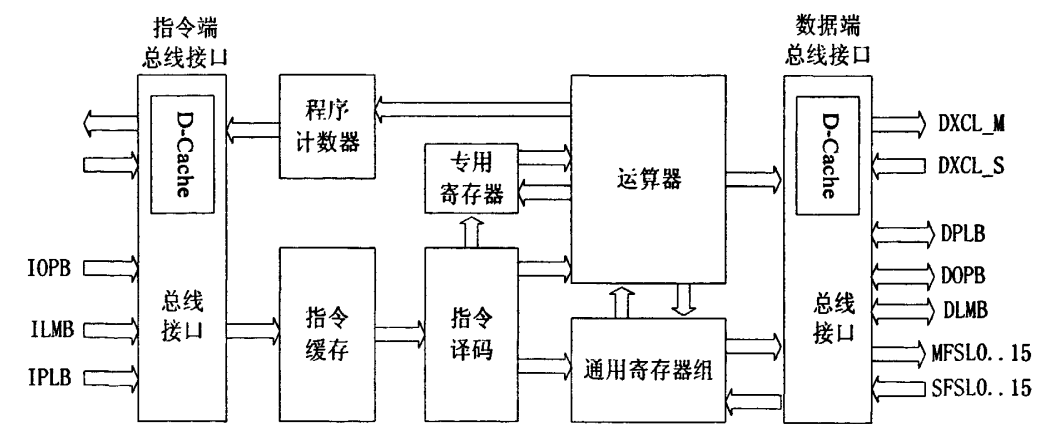 指令端
总线接口
数据端
总线接口
D-Cache
程序
计数器
专用
寄存器
运算器
D-Cache
DXCL_M
DXCL_S
DPLB
DOPB
DLMB
MFSL0..15
SFSL0..15
IOPB
ILMB
IPLB
总线
接口
指令
缓存
指令
译码
通用寄存器组
总线
接口